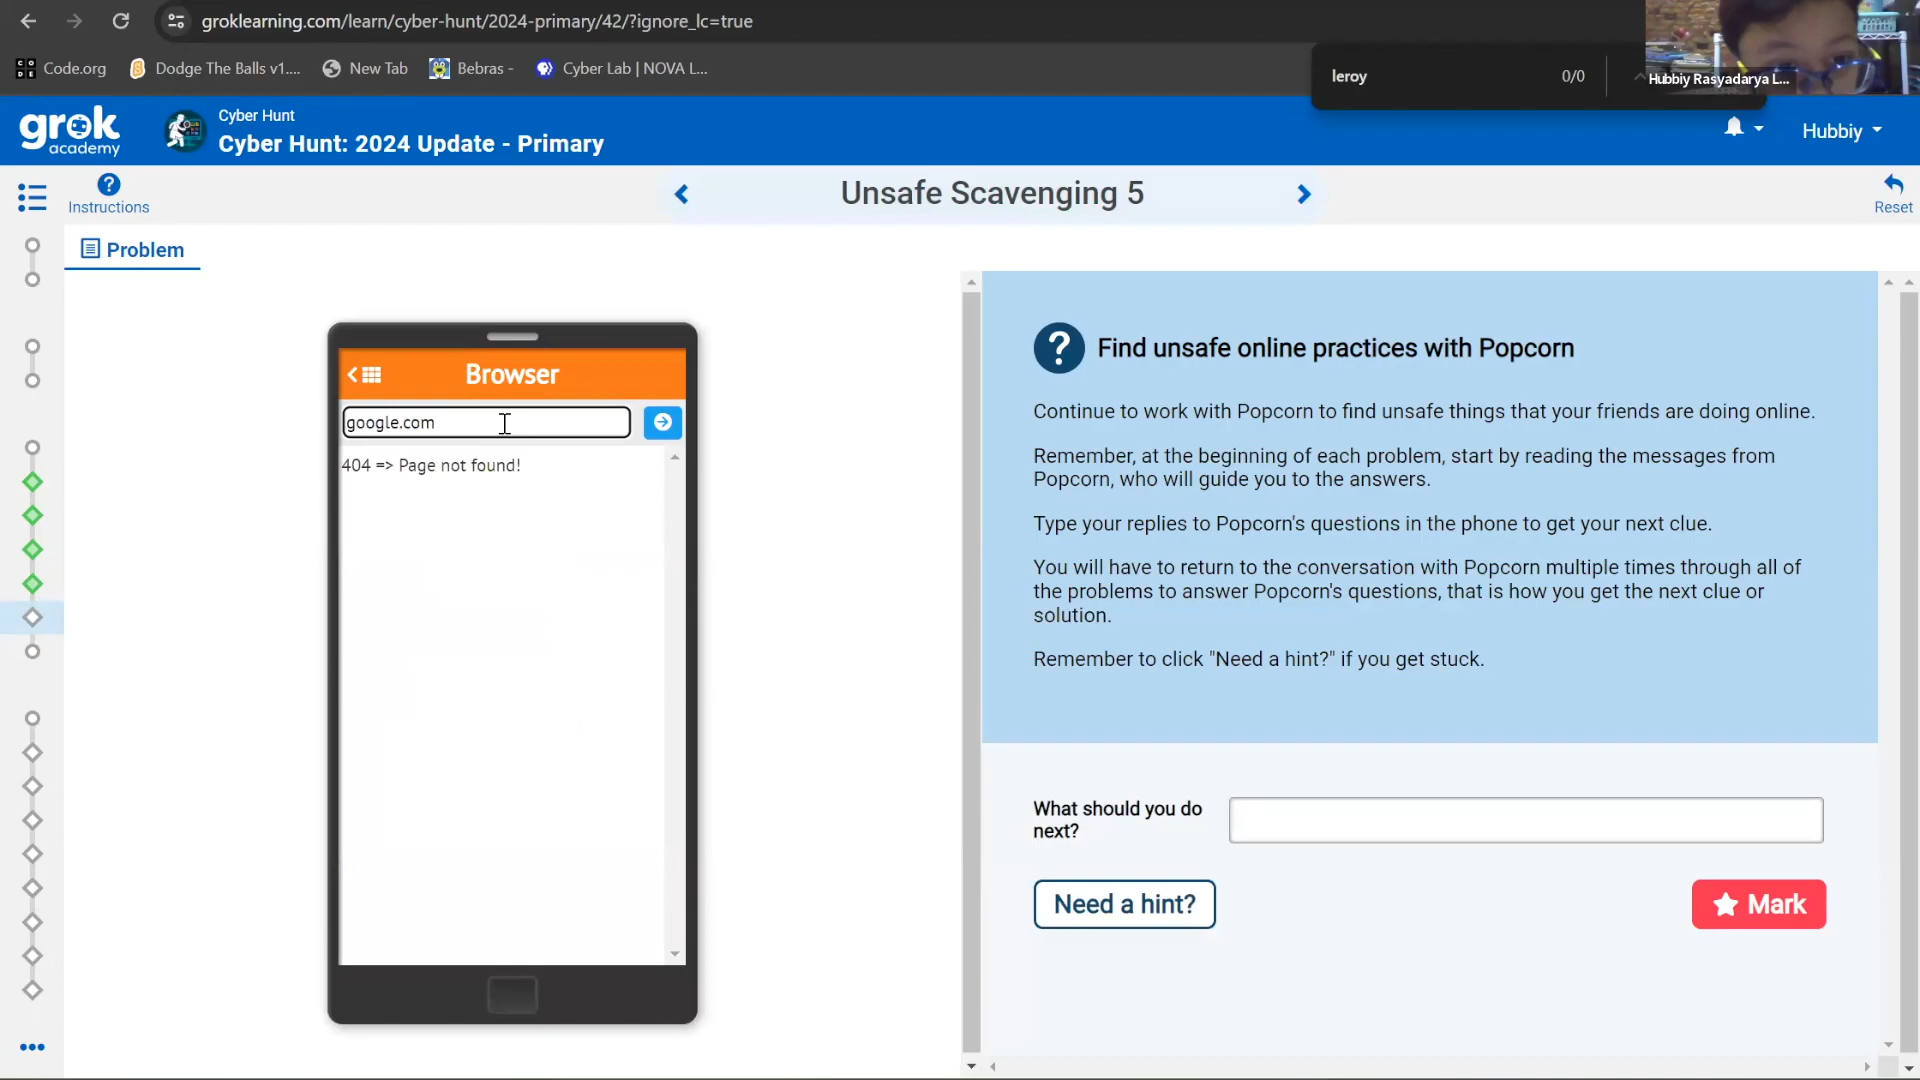 groklearning.com/learn/cyber-hunt/2024-primary/42/?ignore_lc=true
Code.org
Dodge The Balls v1....
New Tab
Bebras -
Cyber Lab | NOVA L...
leroy
0/0
Hubbiy Rasyadarya L...
grok
academy
Cyber Hunt
Cyber Hunt: 2024 Update - Primary
Hubbiy
Instructions
Unsafe Scavenging 5
Reset
Problem
Browser
google.com
404 => Page not found!
Find unsafe online practices with Popcorn
Continue to work with Popcorn to find unsafe things that your friends are doing online.
Remember, at the beginning of each problem, start by reading the messages from
Popcorn, who will guide you to the answers.
Type your replies to Popcorn's questions in the phone to get your next clue.
You will have to return to the conversation with Popcorn multiple times through all of
the problems to answer Popcorn's questions, that is how you get the next clue or
solution.
Remember to click "Need a hint?" if you get stuck.
What should you do
next?
Need a hint?
Mark